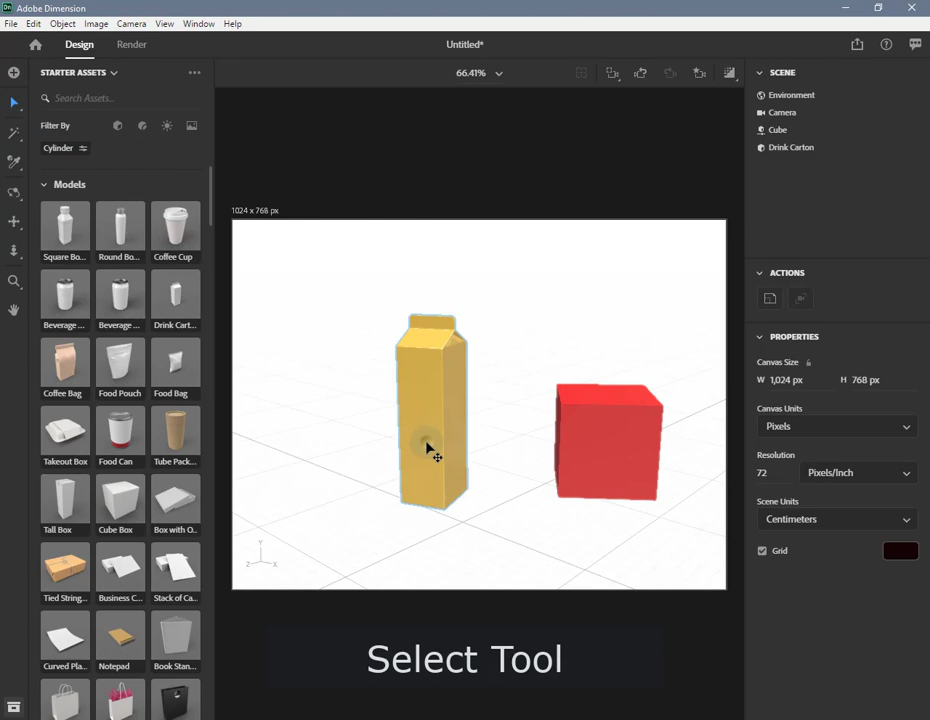 Dn Adobe Dimension
File Edit Object Image Camera View Window Help
Design Render Untitled*
STARTER ASSETS
66.41%
Search Assets...
Filter By
Cylinder
Models
Square Bo... Round Bo... Coffee Cup
Beverage ... Beverage ... Drink Cart...
Coffee Bag Food Pouch Food Bag
Takeout Box Food Can Tube Pack...
Tall Box Cube Box Box with O...
Tied String... Business C... Stack of Ca...
Curved Pla... Notepad Book Stan...
1024 x 768 px
Y
Z X
Select Tool
SCENE
Environment
Camera
Cube
Drink Carton
ACTIONS
PROPERTIES
Canvas Size
W 1,024 px H 768 px
Canvas Units
Pixels
Resolution
72 Pixels/Inch
Scene Units
Centimeters
Grid